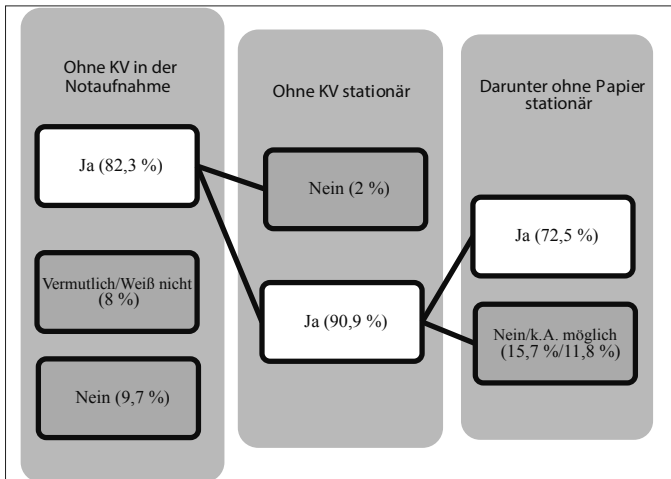 Ohne KV in der
Notaufnahme
Ja (82,3 %)
Vermutlich/Weiß nicht
(8 %)
Nein (9,7 %)
Ohne KV stationär
Nein (2 %)
Ja (90,9 %)
Darunter ohne Papier
stationär
Ja (72,5 %)
Nein/k.A. möglich
(15,7 %/11,8 %)